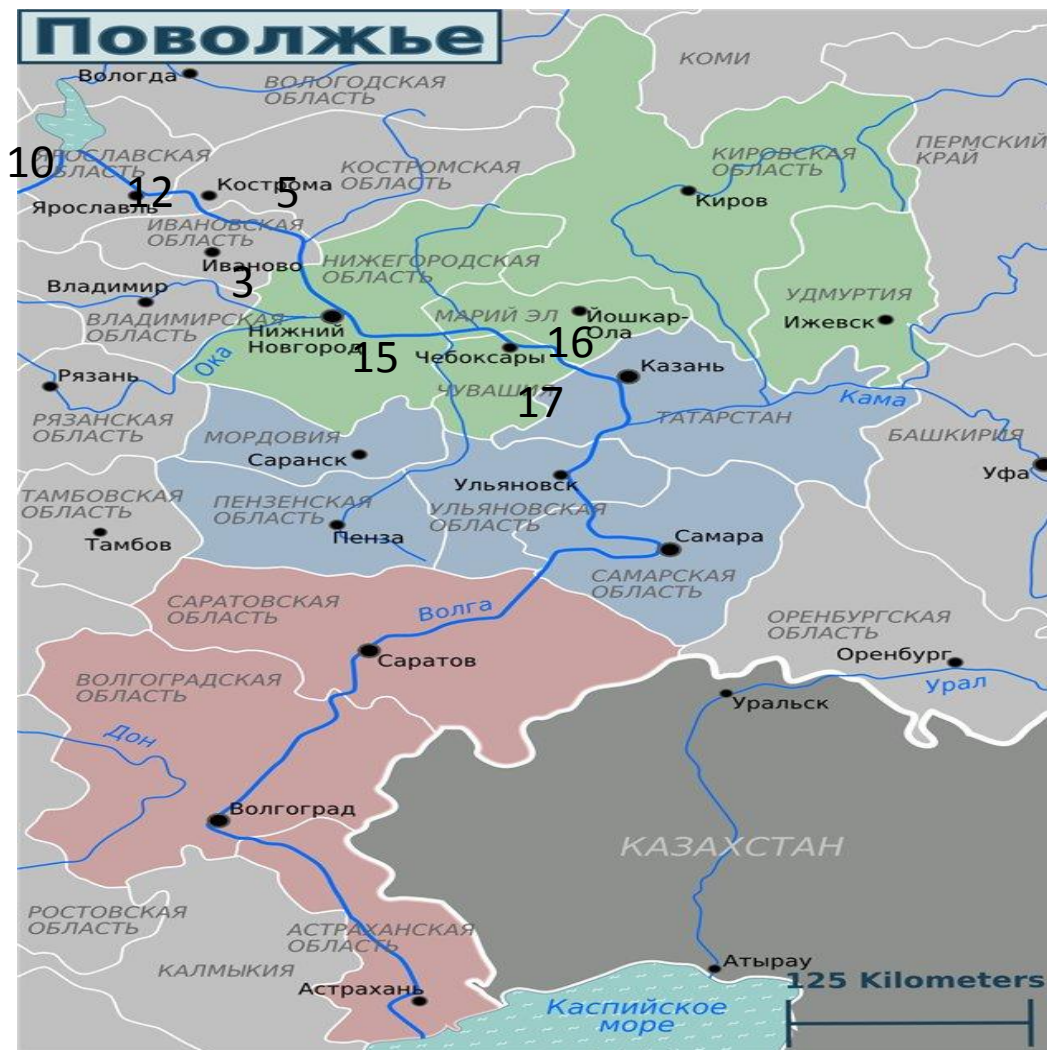 Поволжье
Вологда
ВОЛОГОДСКАЯ
ОБЛАСТЬ
КОМИ
ПЕРМСКИЙ
КРАЙ
10
ЯРОСЛАВСКАЯ
ОБЛАСТЬ
12
Ярославль
Кострома
5
КОСТРОМСКАЯ
ОБЛАСТЬ
КИРОВСКАЯ
ОБЛАСТЬ
Киров
ИВАНОВСКАЯ
ОБЛАСТЬ
Иваново
3
НИЖЕГОРОДСКАЯ
ОБЛАСТЬ
Владимир
ВЛАДИМИРСКАЯ
ОБЛАСТЬ
Нижний
Новгород
15
МАРИЙ ЭЛ
Йошкар-
Ола
16
УДМУРТИЯ
Ижевск
Ока
Чебоксары
Рязань
РЯЗАНСКАЯ
ОБЛАСТЬ
ЧУВАШИЯ
17
Казань
ТАТАРСТАН
Кама
БАШКИРИЯ
Уфа
МОРДОВИЯ
Саранск
Ульяновск
ТАМБОВСКАЯ
ОБЛАСТЬ
Тамбов
ПЕНЗЕНСКАЯ
ОБЛАСТЬ
Пенза
УЛЬЯНОВСКАЯ
ОБЛАСТЬ
Самара
САМАРСКАЯ
ОБЛАСТЬ
САРАТОВСКАЯ
ОБЛАСТЬ
Волга
ОРЕНБУРГСКАЯ
ОБЛАСТЬ
Оренбург
Саратов
Урал
Уральск
ВОЛГОГРАДСКАЯ
ОБЛАСТЬ
Дон
Волгоград
КАЗАХСТАН
РОСТОВСКАЯ
ОБЛАСТЬ
АСТРАХАНСКАЯ
ОБЛАСТЬ
КАЛМЫКИЯ
Астрахань
Атырау
125 Kilometers
Каспийское
море